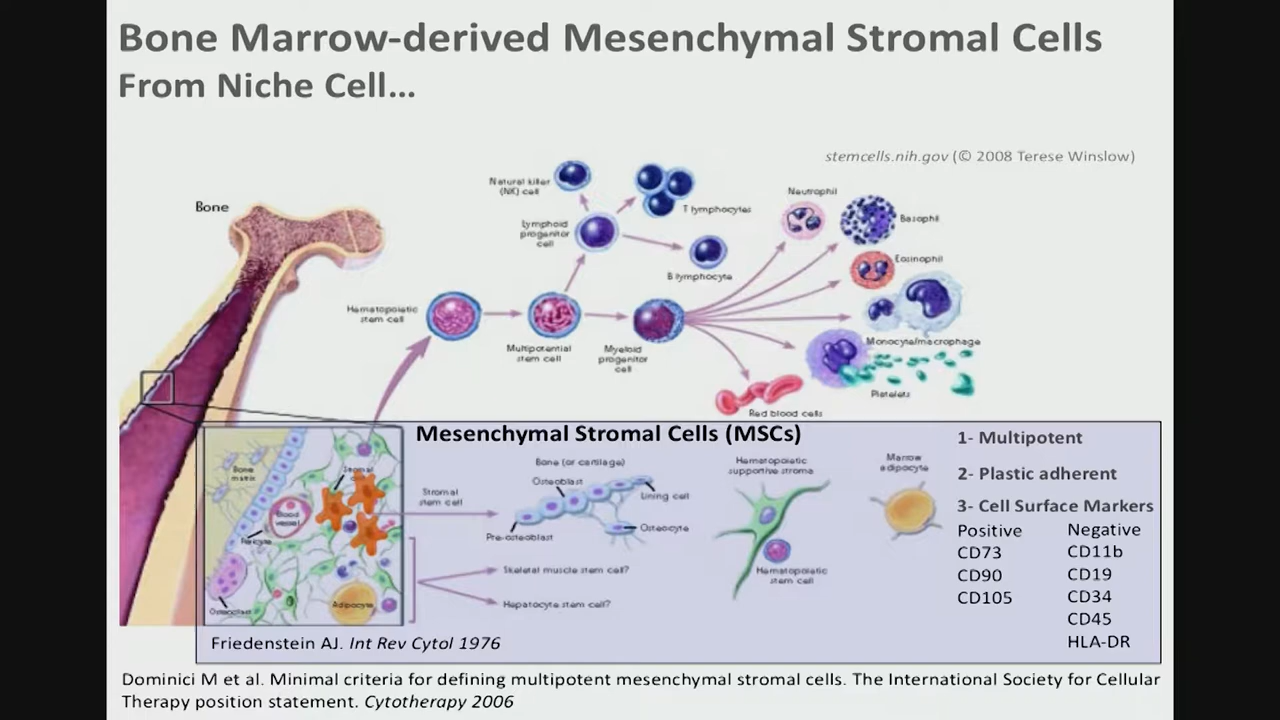 Bone Marrow-derived Mesenchymal Stromal Cells
From Niche Cell...
stemcells.nih.gov (© 2008 Terese Winslow)
Bone
Natural killer
(NK) cell
T lymphocytes
Lymphoid
progenitor
cell
B lymphocyte
Neutrophil
Basophil
Eosinophil
Hematopoietic
stem cell
Multipotential
stem cell
Myeloid
progenitor
cell
Monocyte/macrophage
Platelets
Red blood cells
Mesenchymal Stromal Cells (MSCs)
Bone
matrix
Stromal
Blood
vessel
Pericyte
Osteoclast
Adipocyte
Stromal
stem cell
Bone (or cartilage)
Osteoblast
Lining cell
Pre-osteoblast
Osteocyte
Skeletal muscle stem cell?
Hepatocyte stem cell?
Hematopoietic
supportive stroma
Hematopoietic
stem cell
Marrow
adipocyte
1- Multipotent
2- Plastic adherent
3- Cell Surface Markers
Positive
CD73
CD90
CD105
Negative
CD11b
CD19
CD34
CD45
HLA-DR
Friedenstein AJ. Int Rev Cytol 1976
Dominici M et al. Minimal criteria for defining multipotent mesenchymal stromal cells. The International Society for Cellular
Therapy position statement. Cytotherapy 2006